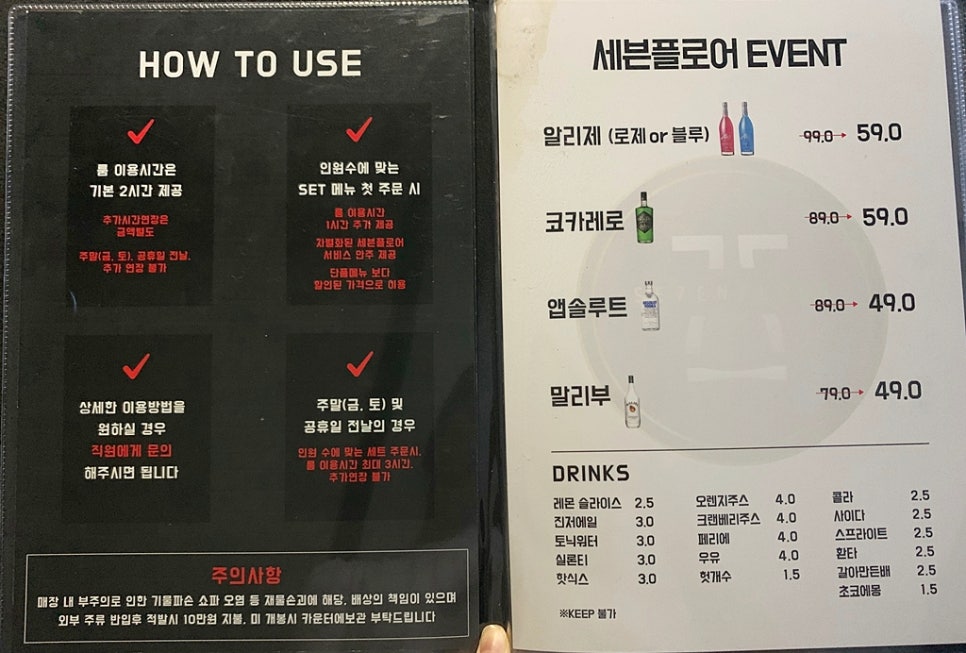 HOW TO USE
룸 이용시간은
기본 2시간 제공
추가시간연장은
금액별도
주말(금, 토), 공휴일 전날,
추가 연장 불가
인원수에 맞는
SET 메뉴 첫 주문 시
룸 이용시간
1시간 추가 제공
차별화된 세븐플로어
서비스 안주 제공
단품메뉴 보다
할인된 가격으로 이용
상세한 이용방법을
원하실 경우
직원에게 문의
해주시면 됩니다
주말(금, 토) 및
공휴일 전날의 경우
인원 수에 맞는 세트 주문시,
룸 이용시간 최대 3시간,
추가연장 불가
주의사항
매장 내 부주의로 인한 기물파손 쇼파 오염 등 재물손괴에 해당, 배상의 책임이 있으며
외부 주류 반입후 적발시 10만원 지불, 미 개봉시 카운터에보관 부탁드립니다
세븐플로어 EVENT
알리제 (로제 or 블루) 99.0 59.0
코카레로 89.0 59.0
앱솔루트 89.0 49.0
말리부 79.0 49.0
DRINKS
레몬 슬라이스 2.5
진저에일 3.0
토닉워터 3.0
실론티 3.0
핫식스 3.0
오렌지주스 4.0
크랜베리주스 4.0
페리에 4.0
우유 4.0
헛개수 1.5
콜라 2.5
사이다 2.5
스프라이트 2.5
환타 2.5
갈아만든배 2.5
초코에몽 1.5
※KEEP 불가